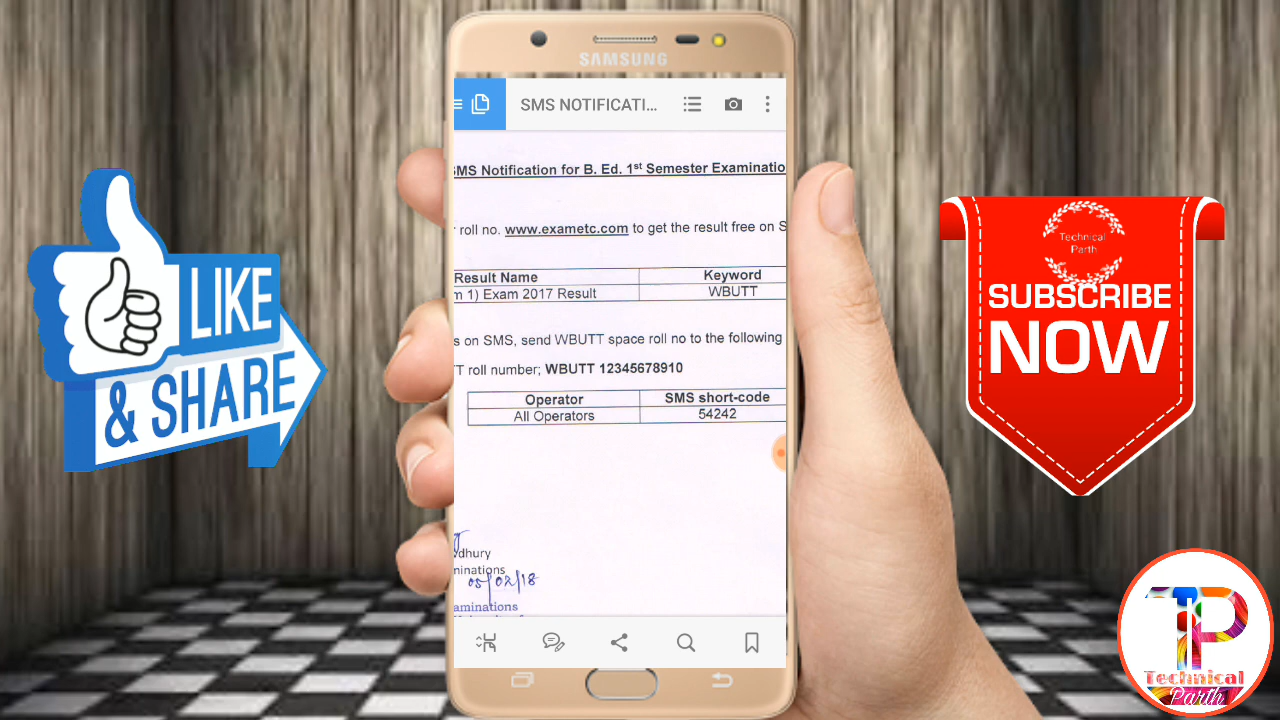 SAMSUNG
SMS NOTIFICATI...
SMS Notification for B. Ed. 1st Semester Examinatio
roll no. www.exametc.com to get the result free on S
Result Name Keyword
m 1) Exam 2017 Result WBUTT
s on SMS, send WBUTT space roll no to the following
TT roll number; WBUTT 12345678910
Operator SMS short-code
All Operators 54242
wdhury
minations
05/02/18
aminations
LIKE
& SHARE
Technical
Parth
SUBSCRIBE
NOW
TP
Technical
Parth